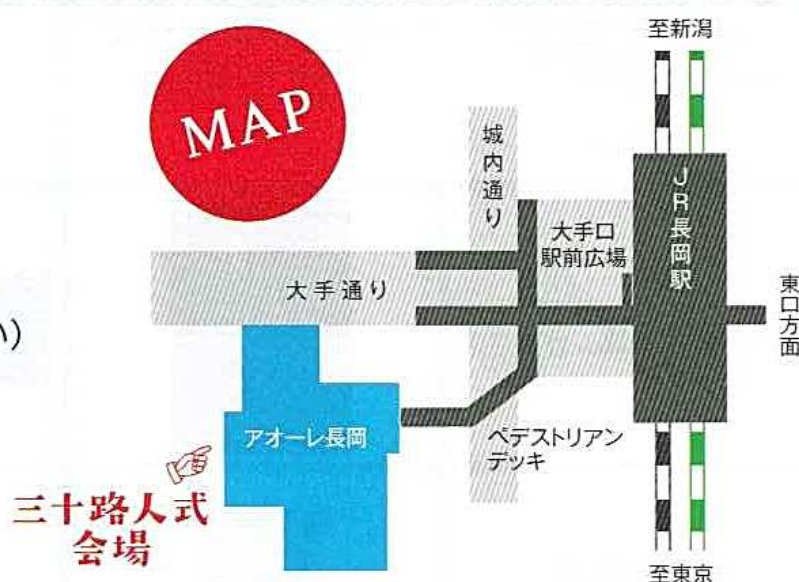 至新潟
MAP
城内通り
JR長岡駅
大手口
駅前広場
大手通り
東口方面
い)
アオーレ長岡
ペデストリアン
デッキ
三十路人式
会場
至東京